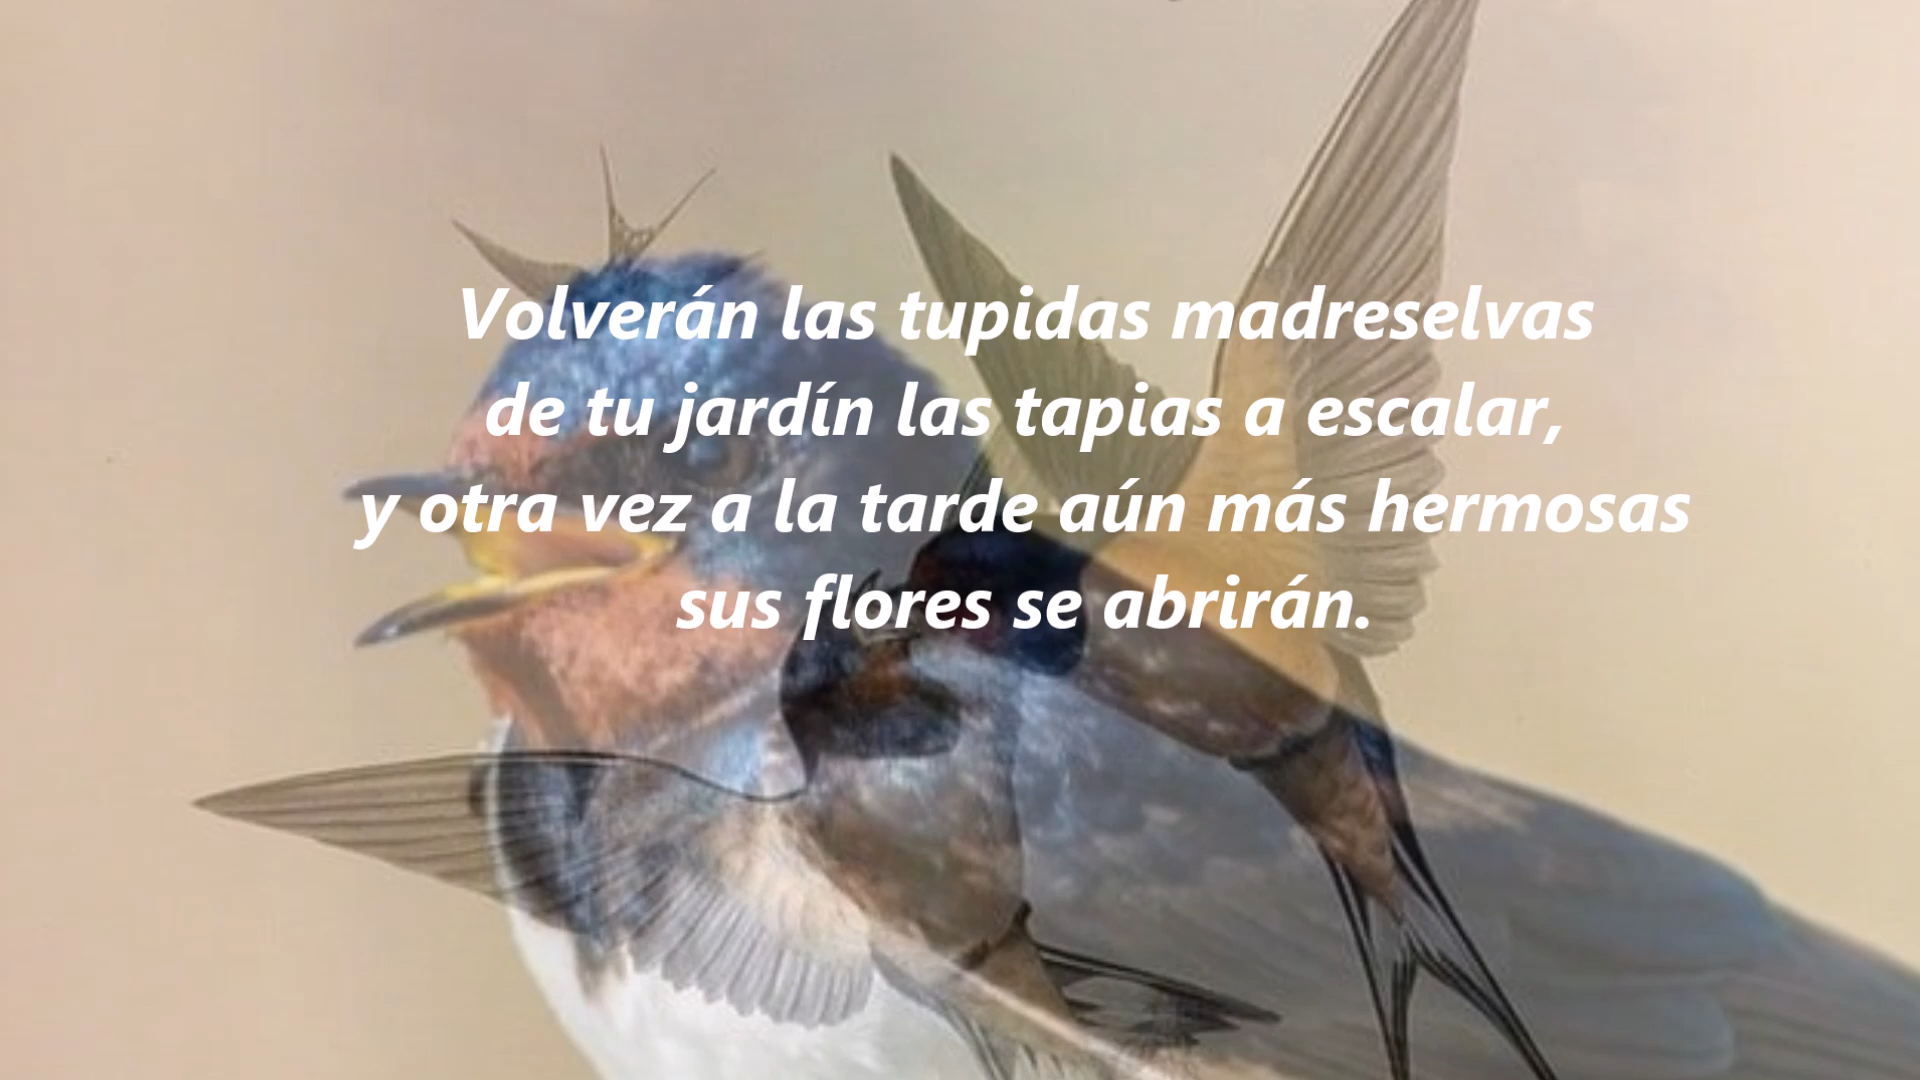 Volverán las tupidas madreselvas
de tu jardín las tapias a escalar,
y otra vez a la tarde aún más hermosas
sus flores se abrirán.